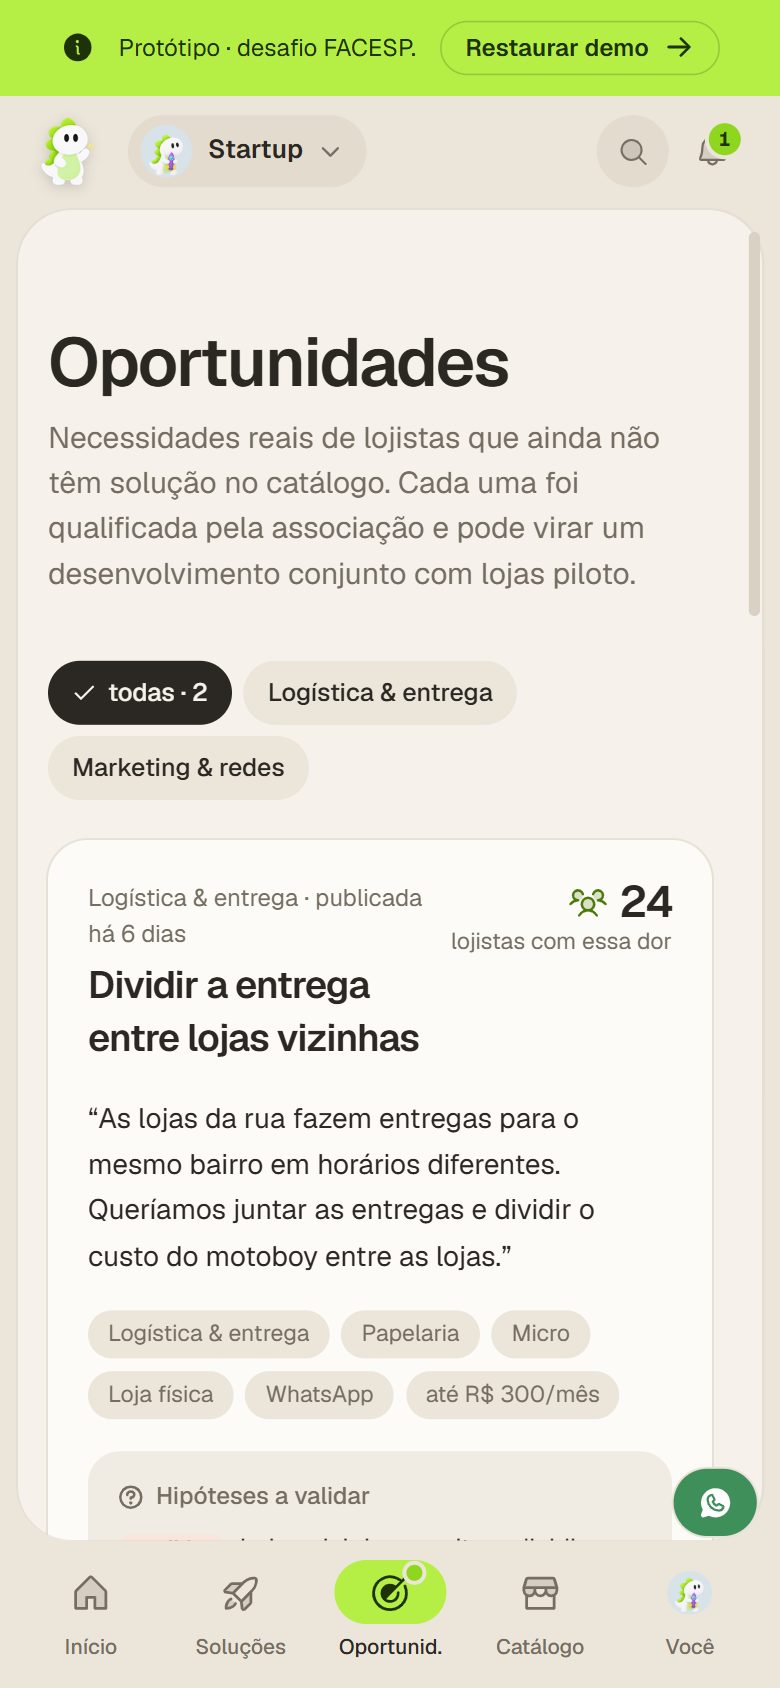 Protótipo · desafio FACESP.
Restaurar demo
Startup
1
Oportunidades
Necessidades reais de lojistas que ainda não
têm solução no catálogo. Cada uma foi
qualificada pela associação e pode virar um
desenvolvimento conjunto com lojas piloto.
todas · 2
Logística & entrega
Marketing & redes
Logística & entrega · publicada
há 6 dias
24
lojistas com essa dor
Dividir a entrega
entre lojas vizinhas
“As lojas da rua fazem entregas para o
mesmo bairro em horários diferentes.
Queríamos juntar as entregas e dividir o
custo do motoboy entre as lojas.”
Logística & entrega
Papelaria
Micro
Loja física
WhatsApp
até R$ 300/mês
Hipóteses a validar
Início
Soluções
Oportunid.
Catálogo
Você